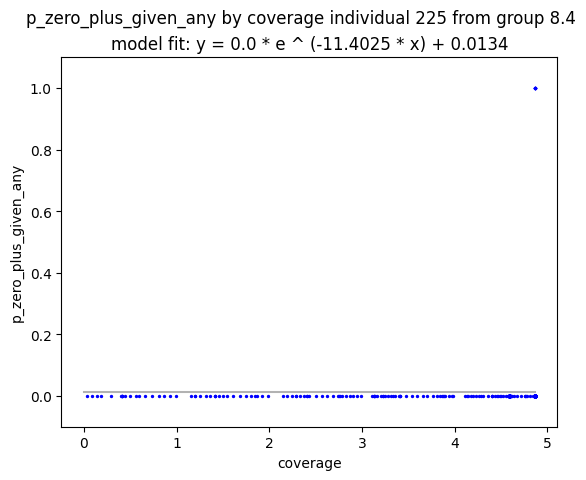 p_zero_plus_given_any by coverage individual 225 from group 8.4
model fit: y = 0.0 * e ^ (-11.4025 * x) + 0.0134
1.0
0.8
0.6
0.4
0.2
0.0
p_zero_plus_given_any
0 1 2 3 4 5
coverage